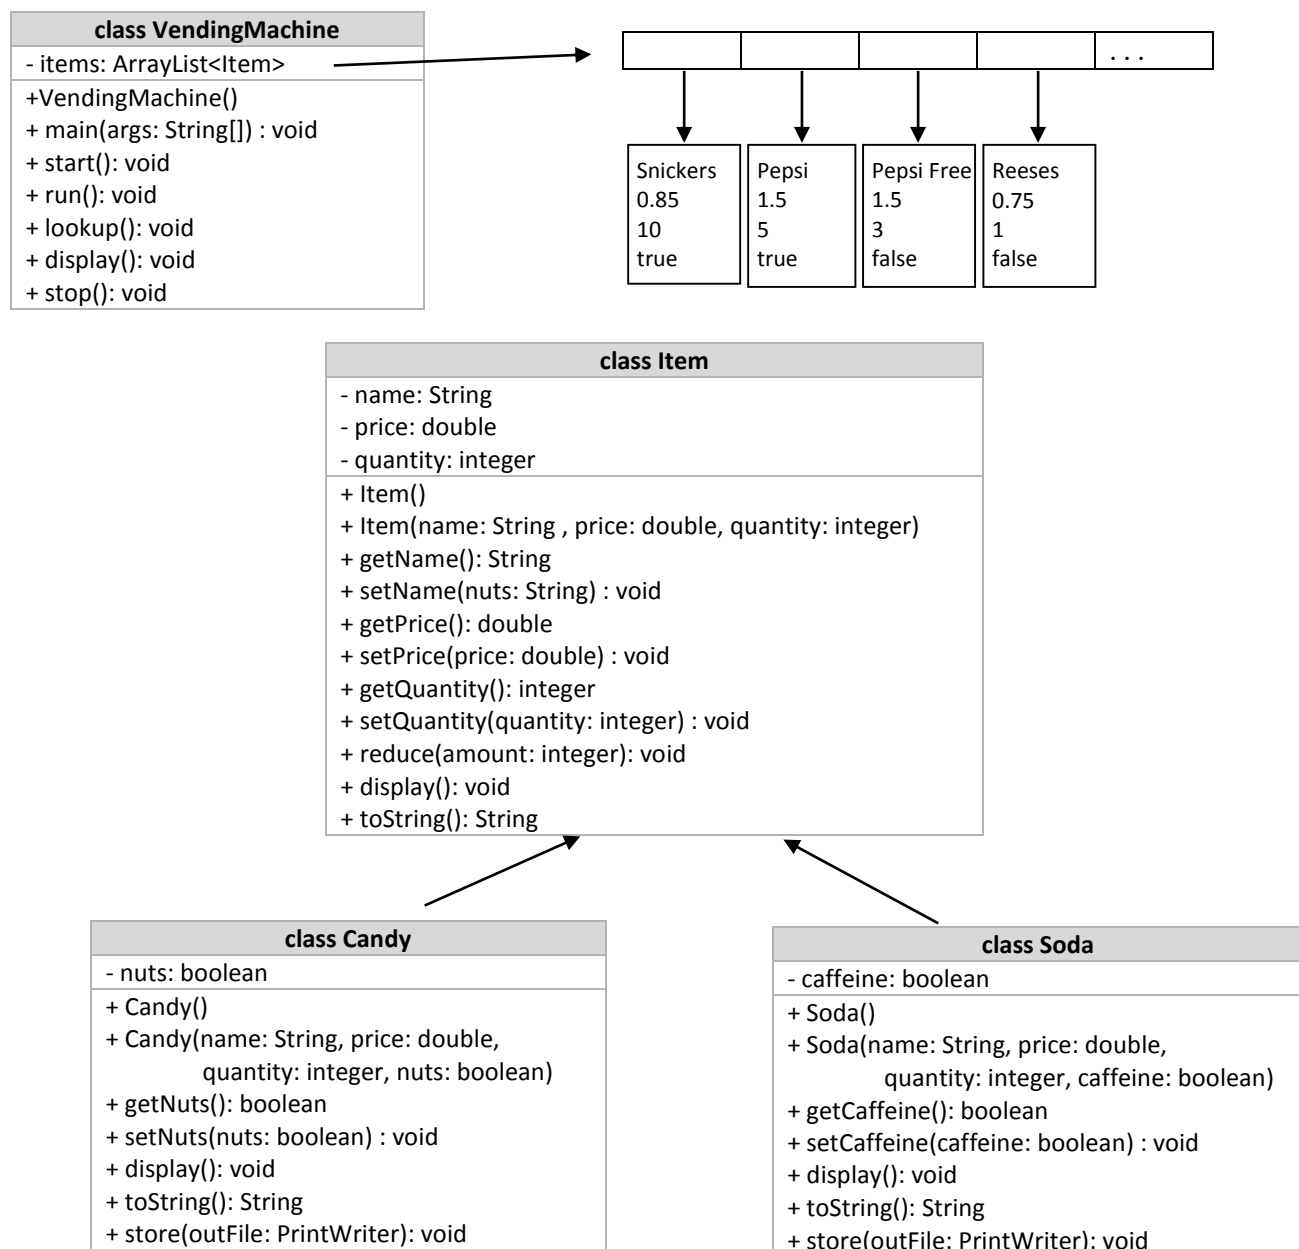 class VendingMachine
- items: ArrayList<Item>
+VendingMachine()
+ main(args: String[]) : void
+ start(): void
+ run(): void
+ lookup(): void
+ display(): void
+ stop(): void
. . .
Snickers
0.85
10
true
Pepsi
1.5
5
true
Pepsi Free
1.5
3
false
Reeses
0.75
1
false
class Item
- name: String
- price: double
- quantity: integer
+ Item()
+ Item(name: String , price: double, quantity: integer)
+ getName(): String
+ setName(nuts: String) : void
+ getPrice(): double
+ setPrice(price: double) : void
+ getQuantity(): integer
+ setQuantity(quantity: integer) : void
+ reduce(amount: integer): void
+ display(): void
+ toString(): String
class Candy
- nuts: boolean
+ Candy()
+ Candy(name: String, price: double,
quantity: integer, nuts: boolean)
+ getNuts(): boolean
+ setNuts(nuts: boolean) : void
+ display(): void
+ toString(): String
+ store(outFile: PrintWriter): void
class Soda
- caffeine: boolean
+ Soda()
+ Soda(name: String, price: double,
quantity: integer, caffeine: boolean)
+ getCaffeine(): boolean
+ setCaffeine(caffeine: boolean) : void
+ display(): void
+ toString(): String
+ store(outFile: PrintWriter): void